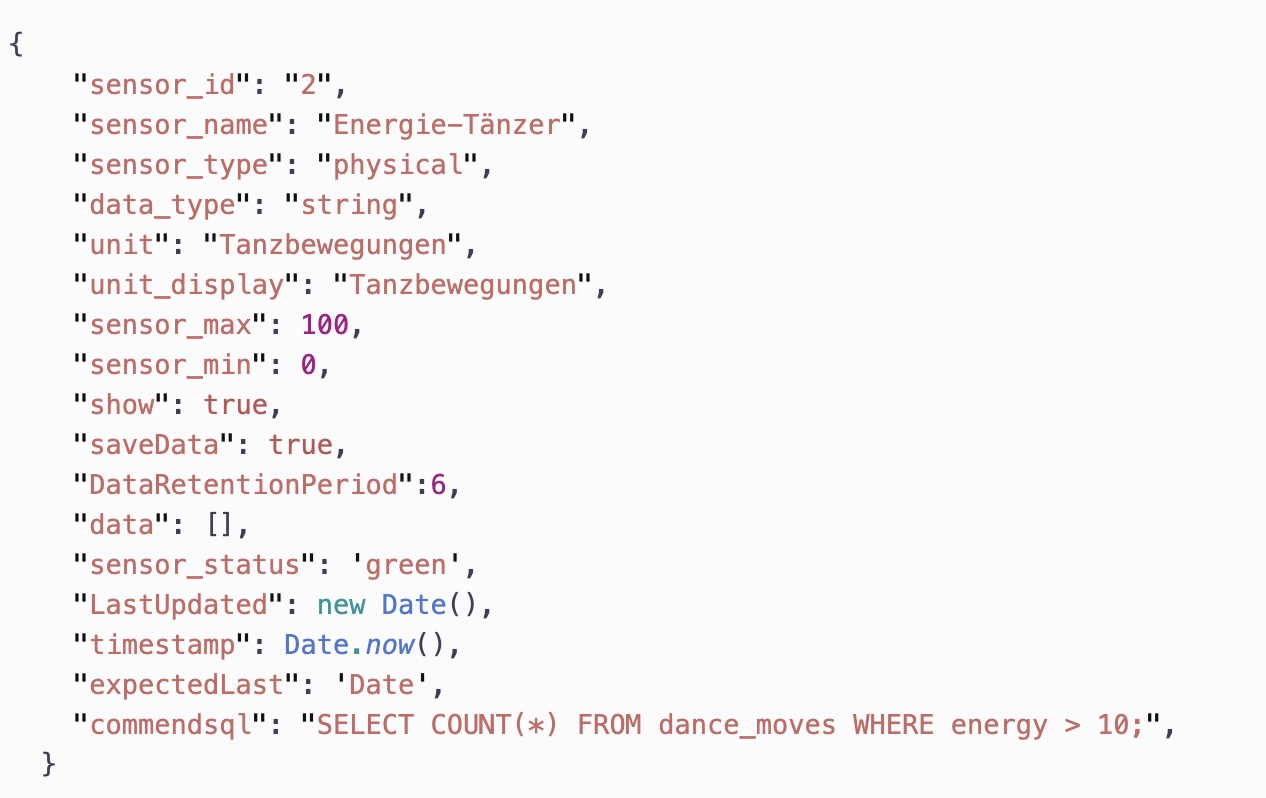 {
"sensor_id": "2",
"sensor_name": "Energie-Tänzer",
"sensor_type": "physical",
"data_type": "string",
"unit": "Tanzbewegungen",
"unit_display": "Tanzbewegungen",
"sensor_max": 100,
"sensor_min": 0,
"show": true,
"saveData": true,
"DataRetentionPeriod":6,
"data": [],
"sensor_status": 'green',
"LastUpdated": new Date(),
"timestamp": Date.now(),
"expectedLast": 'Date',
"commendsql": "SELECT COUNT(*) FROM dance_moves WHERE energy > 10;",
}